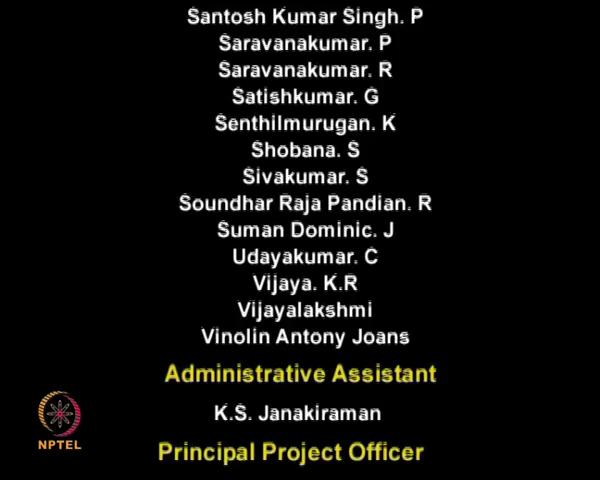 Santosh Kumar Singh. P
Saravanakumar. P
Saravanakumar. R
Satishkumar. G
Senthilmurugan. K
Shobana. S
Sivakumar. S
Soundhar Raja Pandian. R
Suman Dominic. J
Udayakumar. C
Vijaya. K.R
Vijayalakshmi
Vinolin Antony Joans
Administrative Assistant
K.S. Janakiraman
NPTEL
Principal Project Officer